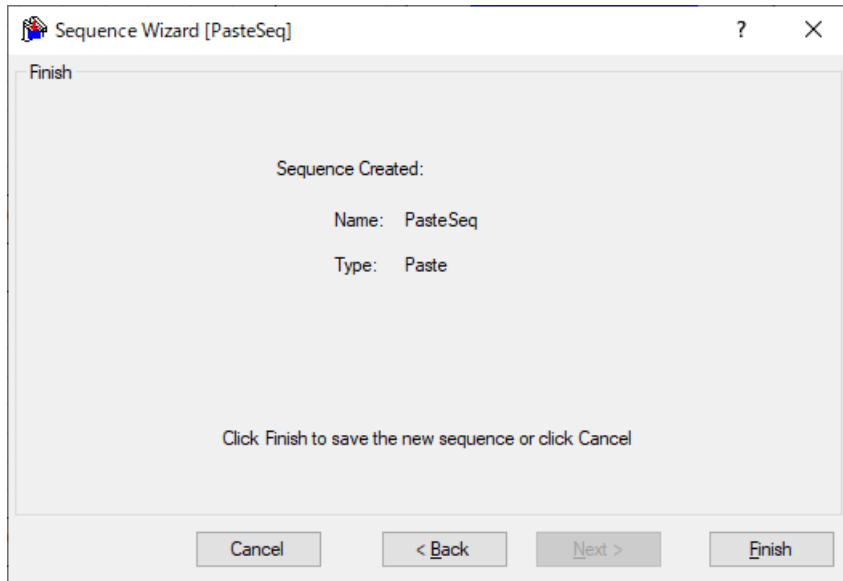 Sequence Wizard [PasteSeq]
Finish
Sequence Created:
Name: PasteSeq
Type: Paste
Click Finish to save the new sequence or click Cancel
Cancel < Back Next > Finish